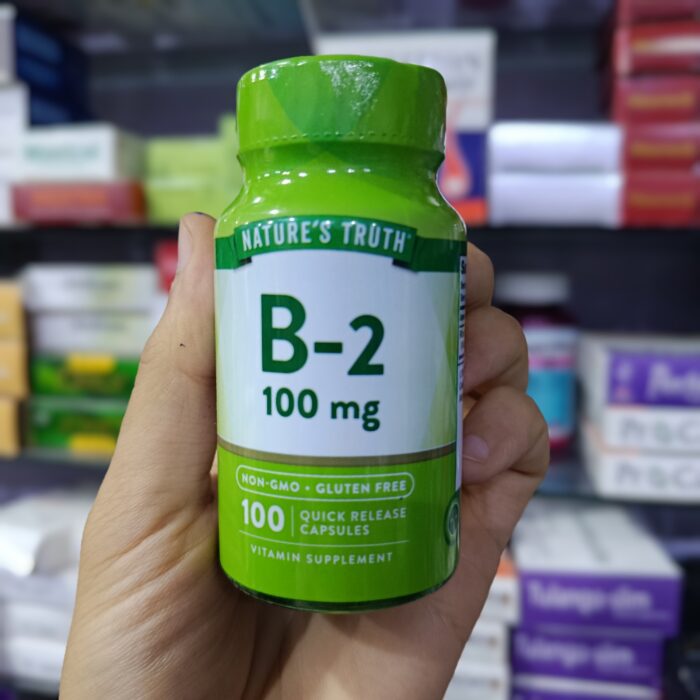 NATURE'S TRUTH®
B-2
100 mg
NON-GMO • GLUTEN FREE
100
QUICK RELEASE
CAPSULES
VITAMIN SUPPLEMENT